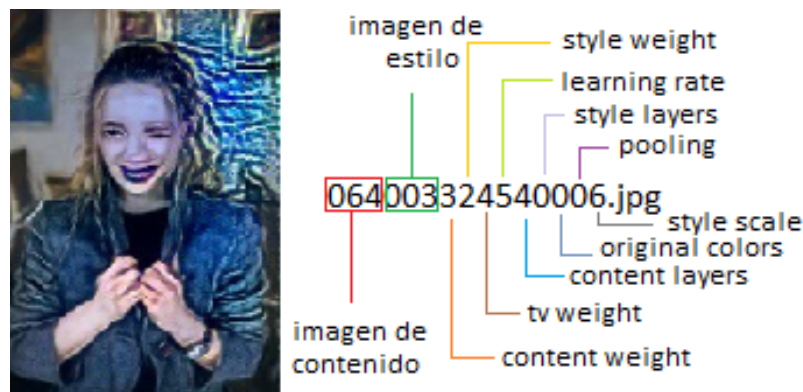 imagen de
estilo
style weight
learning rate
style layers
pooling
064003324540006.jpg
style scale
original colors
content layers
tv weight
imagen de
contenido
content weight